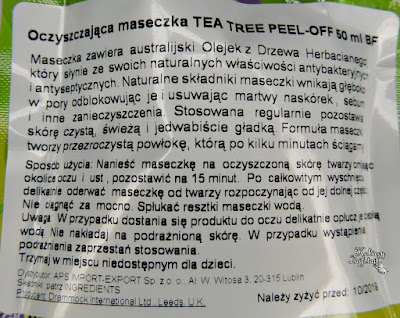 Oczyszczająca maseczka TEA TREE PEEL-OFF 50 ml BF
Maseczka zawiera australijski Olejek z Drzewa Herbacianego
który słynie ze swoich naturalnych właściwości antybakteryjnych
i antyseptycznych. Naturalne składniki maseczki wnikają głęboko
w pory odblokowując je i usuwając martwy naskórek, sebum
i inne zanieczyszczenia. Stosowana regularnie pozostawia
skórę czystą, świeżą i jedwabiście gładką. Formuła maseczki
tworzy przezroczystą powłokę, którą po kilku minutach ściągamy
Sposób użycia: Nanieść maseczkę na oczyszczoną skórę twarzy omijając
okolice oczu i ust, pozostawić na 15 minut. Po całkowitym wyschnięciu
delikatnie oderwać maseczkę od twarzy rozpoczynając od jej dolnej części.
Nie ciągnąć za mocno. Spłukać resztki maseczki wodą.
Uwaga: W przypadku dostania się produktu do oczu delikatnie opłucz je ciepłą
wodą. Nie nakładaj na podrażnioną skórę. W przypadku wystąpienia
podrażnienia zaprzestań stosowania.
Trzymaj w miejscu niedostępnym dla dzieci.
Dystrybutor: APS IMPORT-EXPORT Sp. z o. o., Al. W. Witosa 3, 20-315 Lublin
Składniki: patrz INGREDIENTS
Producent: Drammock International Ltd., Leeds, U.K.
Należy zyżyć przed: 10/2019